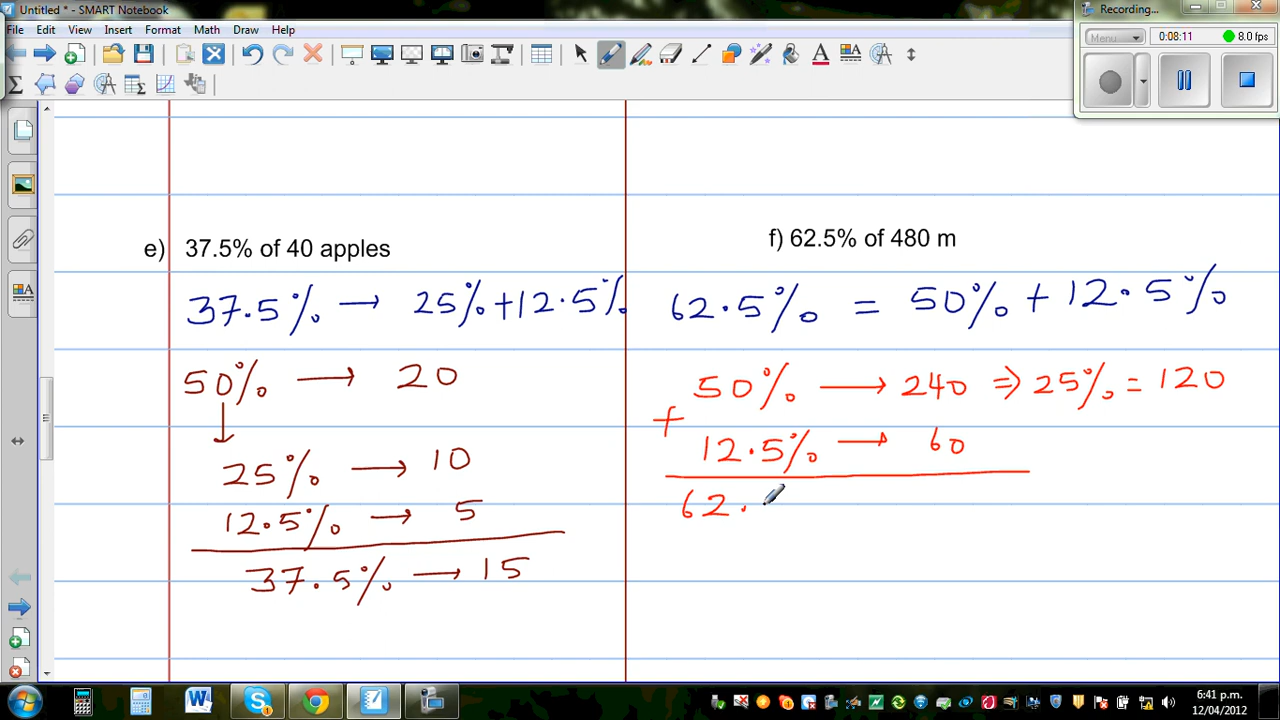 Untitled * - SMART Notebook
Recording...
File Edit View Insert Format Math Draw Help
Menu
0:08:11
8.0 fps
e) 37.5% of 40 apples
37.5% → 25%+12.5%
50% → 20
↓
25% → 10
12.5% → 5
37.5% → 15
f) 62.5% of 480 m
62.5% = 50% + 12.5%
50% → 240 ⇒ 25% = 120
+
12.5% → 60
62.
6:41 p.m.
12/04/2012